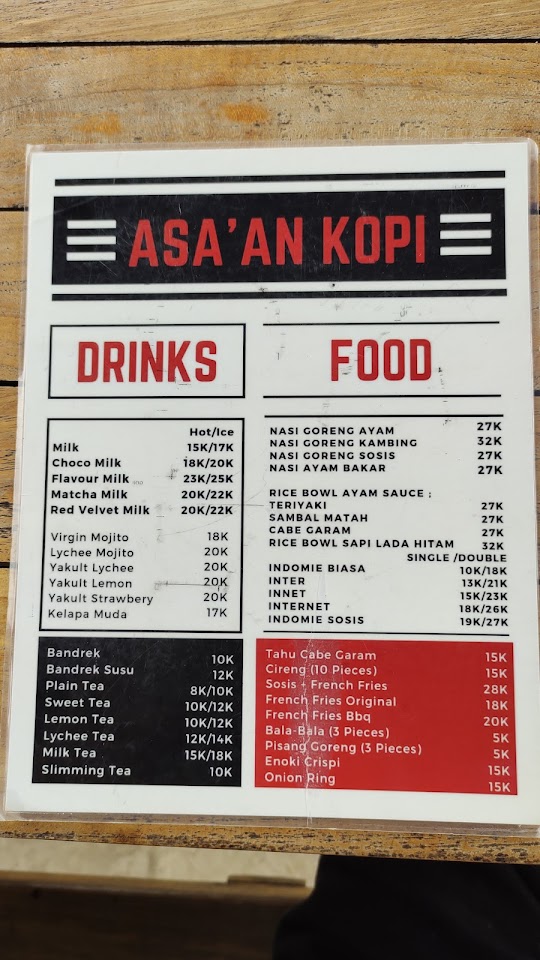 ASA'AN KOPI
DRINKS
Hot/Ice
Milk 15K/17K
Choco Milk 18K/20K
Flavour Milk 23K/25K
Matcha Milk 20K/22K
Red Velvet Milk 20K/22K
Virgin Mojito 18K
Lychee Mojito 20K
Yakult Lychee 20K
Yakult Lemon 20K
Yakult Strawbery 20K
Kelapa Muda 17K
Bandrek 10K
Bandrek Susu 12K
Plain Tea 8K/10K
Sweet Tea 10K/12K
Lemon Tea 10K/12K
Lychee Tea 12K/14K
Milk Tea 15K/18K
Slimming Tea 10K
FOOD
NASI GORENG AYAM 27K
NASI GORENG KAMBING 32K
NASI GORENG SOSIS 27K
NASI AYAM BAKAR 27K
RICE BOWL AYAM SAUCE ;
TERIYAKI 27K
SAMBAL MATAH 27K
CABE GARAM 27K
RICE BOWL SAPI LADA HITAM 32K
SINGLE /DOUBLE
INDOMIE BIASA 10K/18K
INTER 13K/21K
INNET 15K/23K
INTERNET 18K/26K
INDOMIE SOSIS 19K/27K
Tahu Cabe Garam 15K
Cireng (10 Pieces) 15K
Sosis + French Fries 28K
French Fries Original 18K
French Fries Bbq 20K
Bala-Bala (3 Pieces) 5K
Pisang Goreng (3 Pieces) 5K
Enoki Crispi 15K
Onion Ring 15K